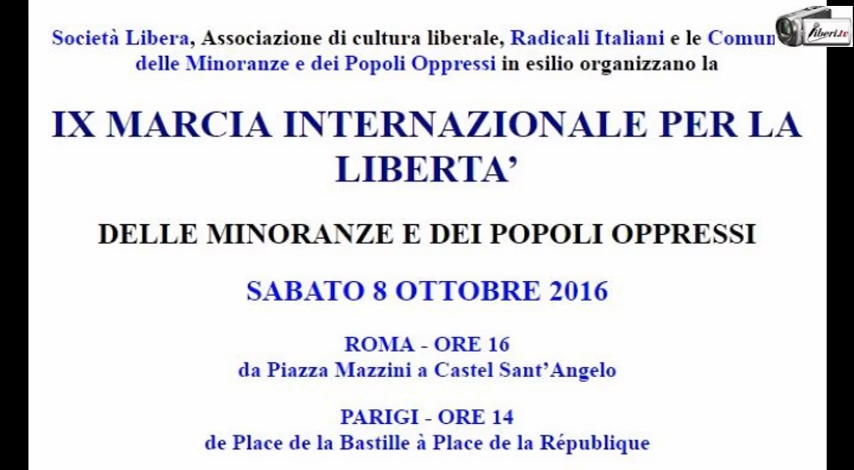 Società Libera, Associazione di cultura liberale, Radicali Italiani e le Comun
delle Minoranze e dei Popoli Oppressi in esilio organizzano la
IX MARCIA INTERNAZIONALE PER LA
LIBERTA’
DELLE MINORANZE E DEI POPOLI OPPRESSI
SABATO 8 OTTOBRE 2016
ROMA - ORE 16
da Piazza Mazzini a Castel Sant’Angelo
PARIGI - ORE 14
de Place de la Bastille à Place de la République
liberi.tv